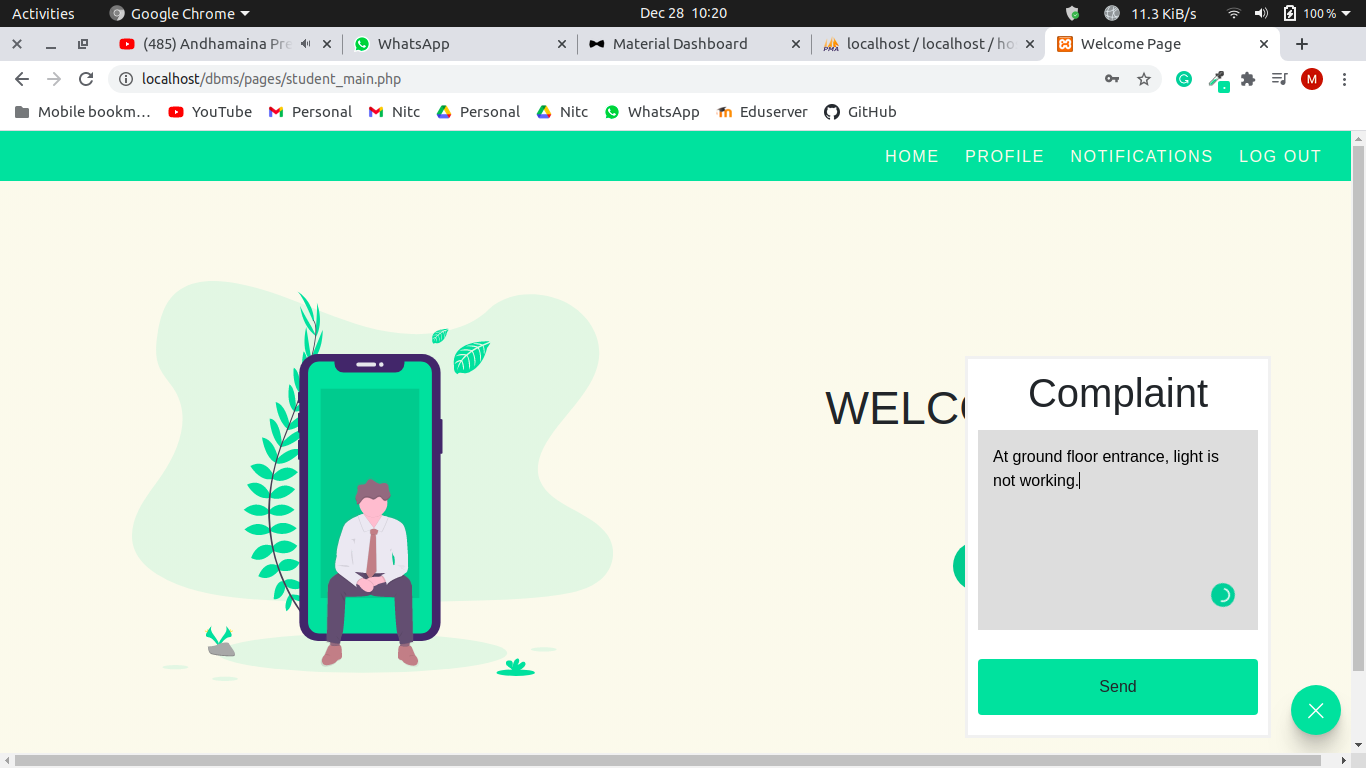 Activities Google Chrome Dec 28 10:20 11.3 KiB/s 100 %
(485) Andhamaina Pre WhatsApp Material Dashboard localhost / localhost / ho Welcome Page
localhost/dbms/pages/student_main.php M
Mobile bookm… YouTube Personal Nitc Personal Nitc WhatsApp Eduserver GitHub
HOME PROFILE NOTIFICATIONS LOG OUT
WELCO
Complaint
At ground floor entrance, light is
not working.
Send